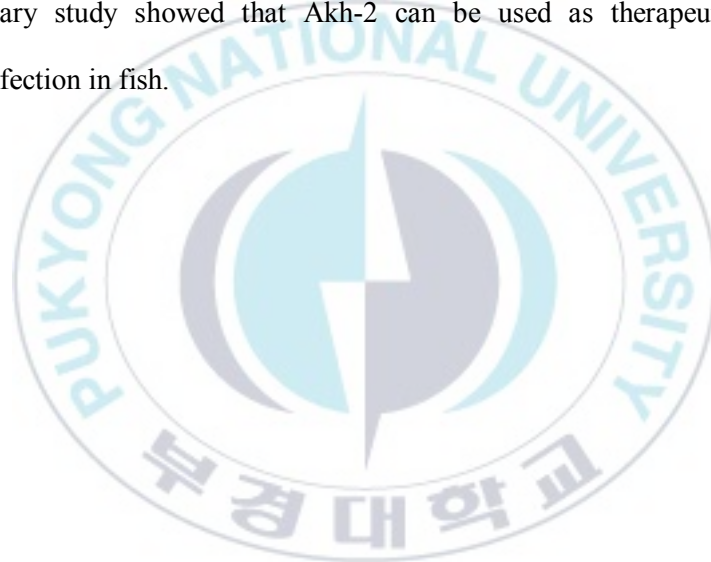 ary study showed that Akh-2 can be used as therapeu
fection in fish.
PUKYONG NATIONAL UNIVERSITY
부경대학교